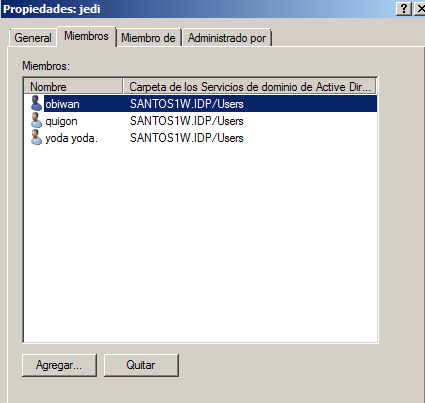 Propiedades: jedi
General Miembros Miembro de Administrado por
Miembros:
Nombre Carpeta de los Servicios de dominio de Active Dir...
obiwan SANTOS1W.IDP/Users
quigon SANTOS1W.IDP/Users
yoda yoda. SANTOS1W.IDP/Users
Agregar... Quitar